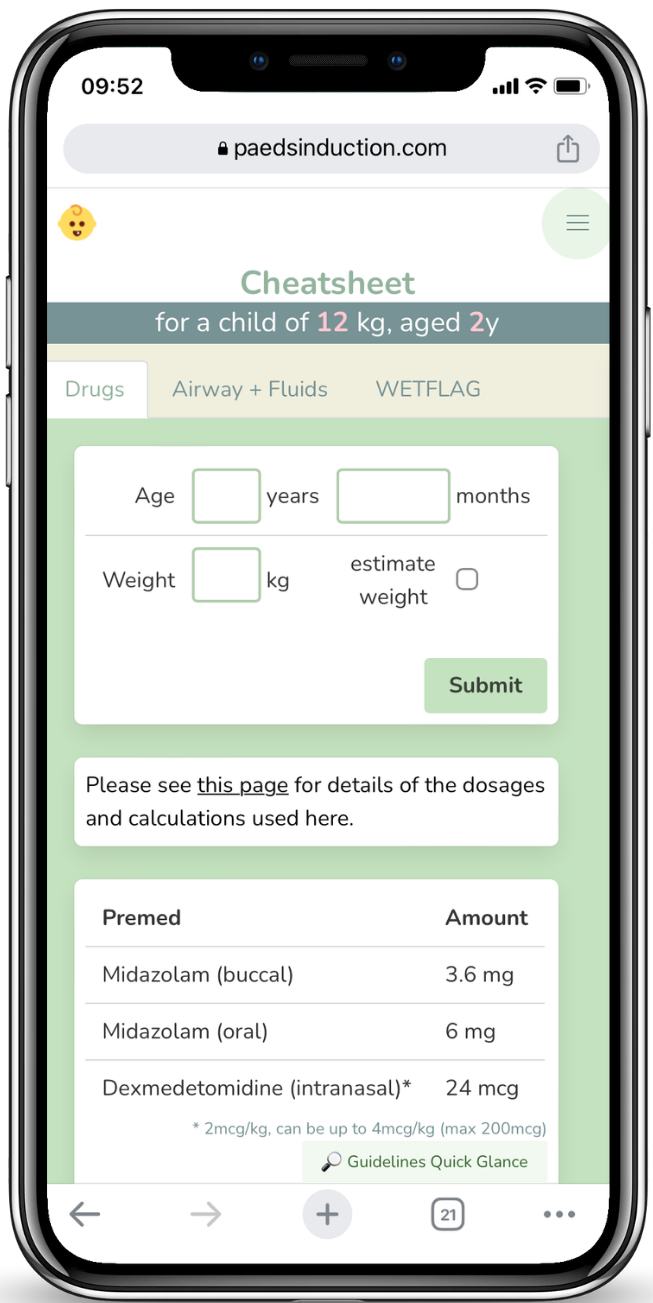 09:52
paedsinduction.com
Cheatsheet
for a child of 12 kg, aged 2y
Drugs Airway + Fluids WETFLAG
Age years months
Weight kg estimate weight
Submit
Please see this page for details of the dosages
and calculations used here.
Premed Amount
Midazolam (buccal) 3.6 mg
Midazolam (oral) 6 mg
Dexmedetomidine (intranasal)* 24 mcg
* 2mcg/kg, can be up to 4mcg/kg (max 200mcg)
Guidelines Quick Glance
21